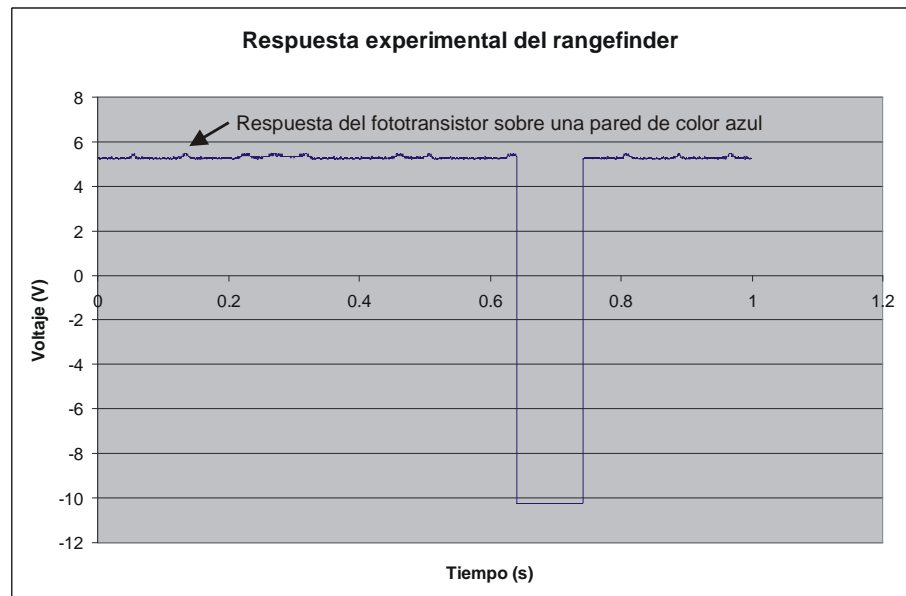 Respuesta experimental del rangefinder
8
Respuesta del fototransistor sobre una pared de color azul
6
4
2
0
0 0.2 0.4 0.6 0.8 1 1.2
-2
Voltaje (V)
-4
-6
-8
-10
-12
Tiempo (s)